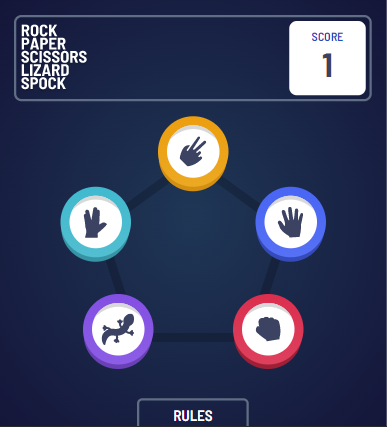 ROCK
PAPER
SCISSORS
LIZARD
SPOCK
SCORE
1
RULES